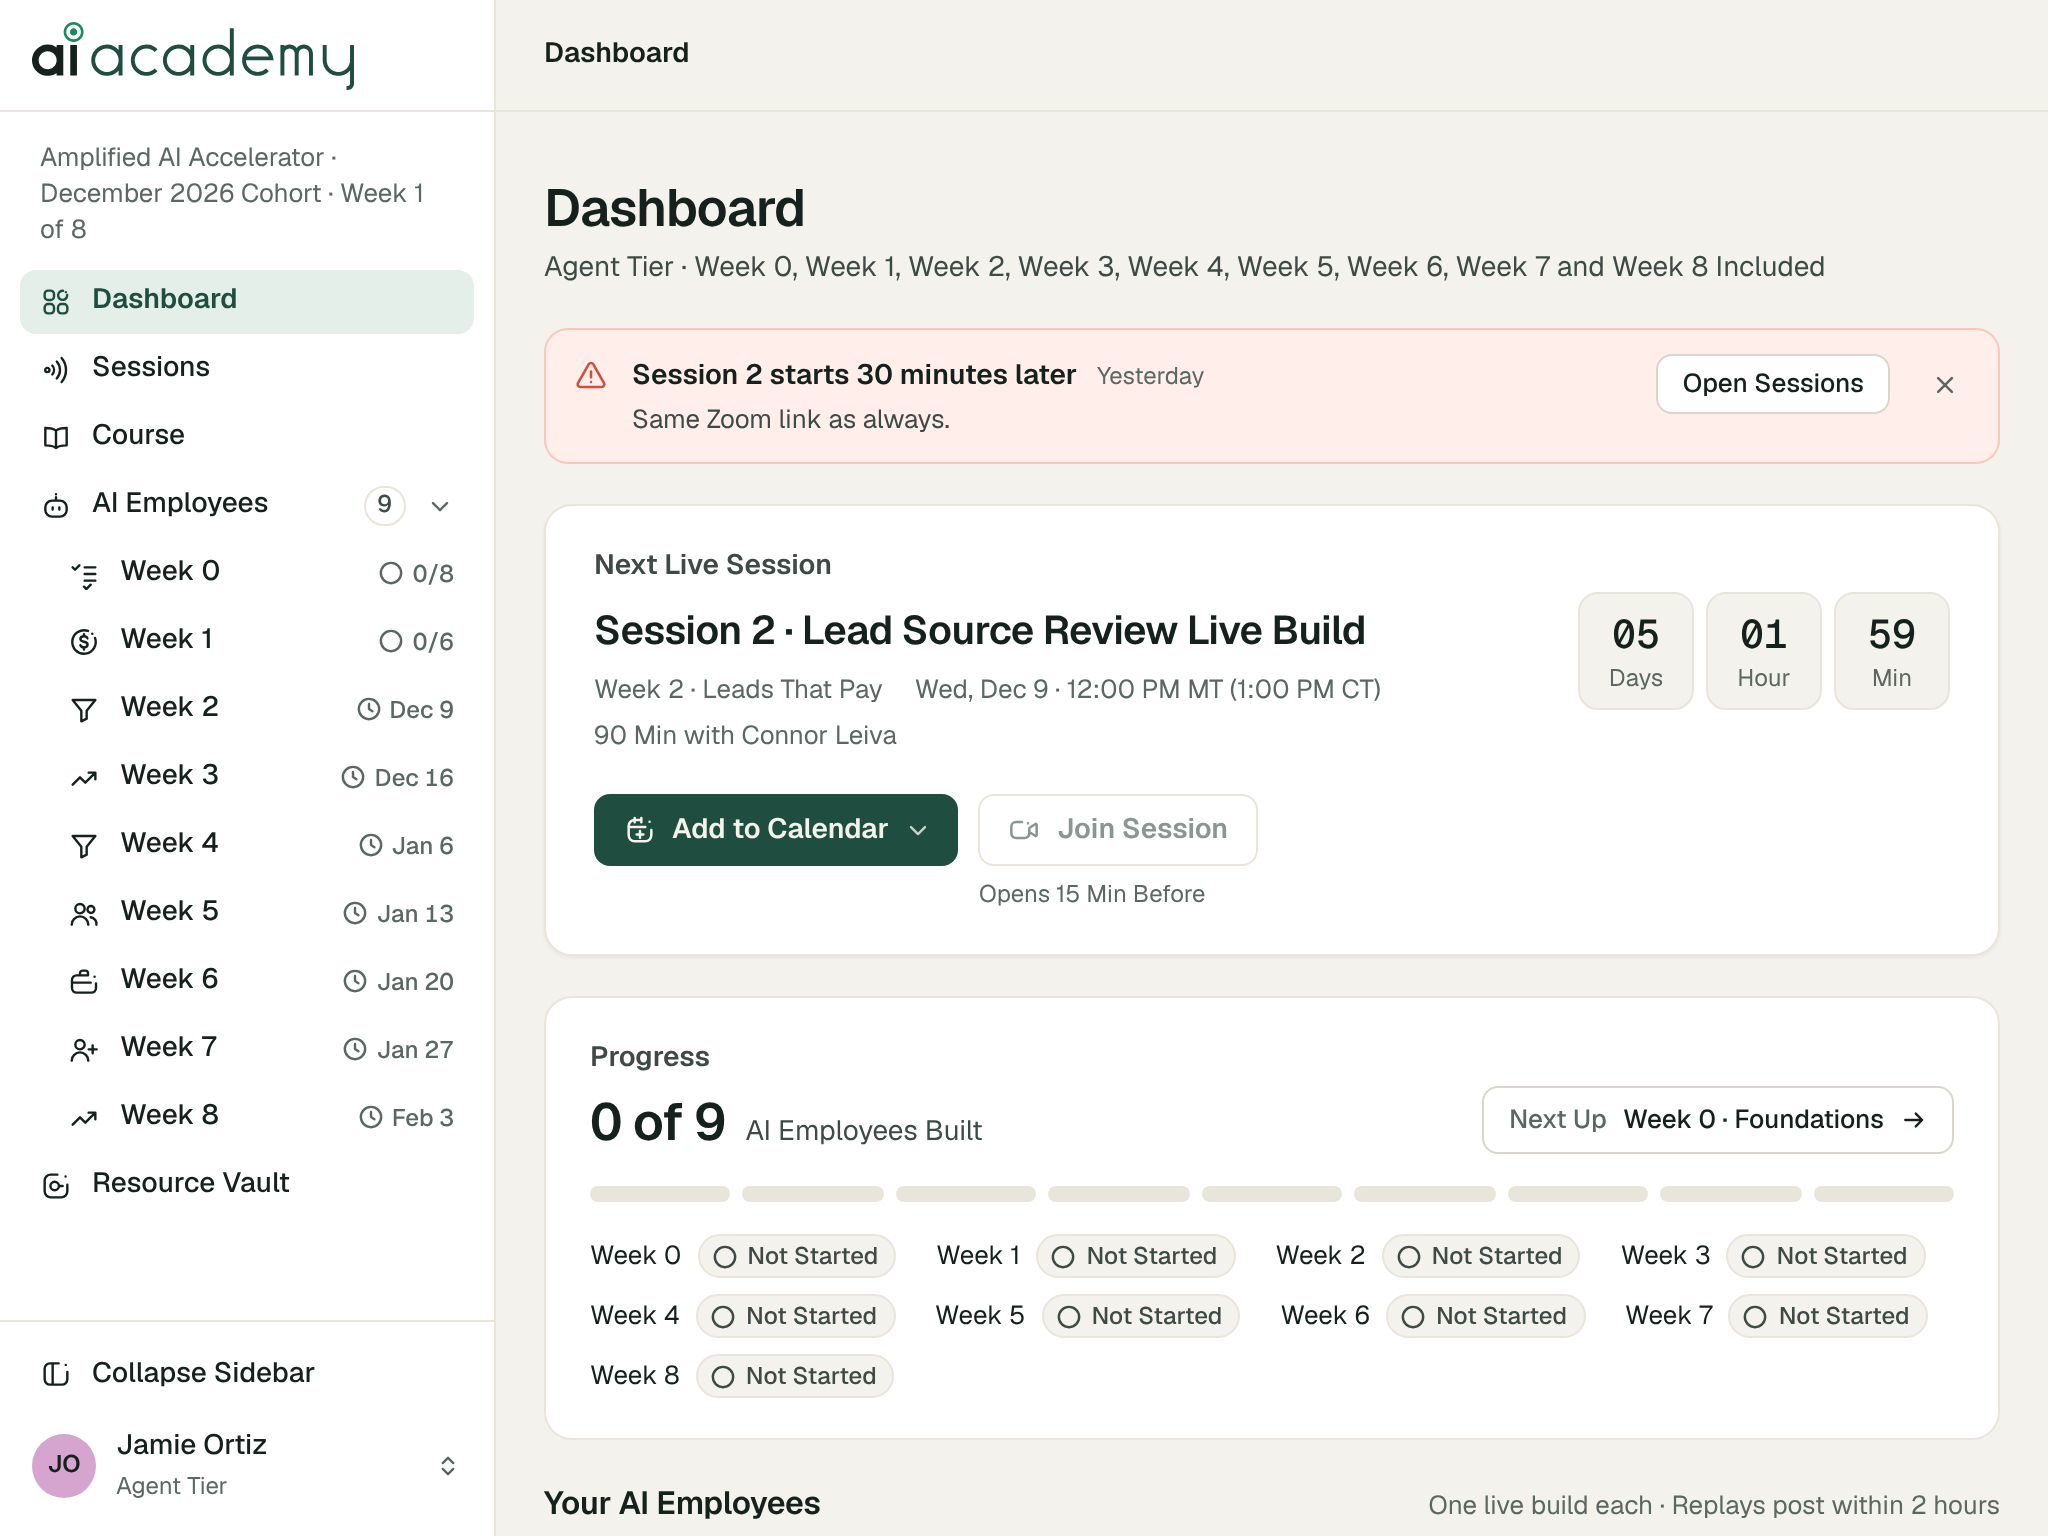 ai academy
Amplified AI Accelerator ·
December 2026 Cohort · Week 1
of 8
Dashboard
Sessions
Course
AI Employees 9
Week 0 0/8
Week 1 0/6
Week 2 Dec 9
Week 3 Dec 16
Week 4 Jan 6
Week 5 Jan 13
Week 6 Jan 20
Week 7 Jan 27
Week 8 Feb 3
Resource Vault
Collapse Sidebar
JO
Jamie Ortiz
Agent Tier
Dashboard
Dashboard
Agent Tier · Week 0, Week 1, Week 2, Week 3, Week 4, Week 5, Week 6, Week 7 and Week 8 Included
Session 2 starts 30 minutes later Yesterday
Same Zoom link as always.
Open Sessions
Next Live Session
Session 2 · Lead Source Review Live Build
Week 2 · Leads That Pay Wed, Dec 9 · 12:00 PM MT (1:00 PM CT)
90 Min with Connor Leiva
05 01 59
Days Hour Min
Add to Calendar Join Session
Opens 15 Min Before
Progress
0 of 9 AI Employees Built
Next Up Week 0 · Foundations
Week 0 Not Started Week 1 Not Started Week 2 Not Started Week 3 Not Started
Week 4 Not Started Week 5 Not Started Week 6 Not Started Week 7 Not Started
Week 8 Not Started
Your AI Employees One live build each · Replays post within 2 hours